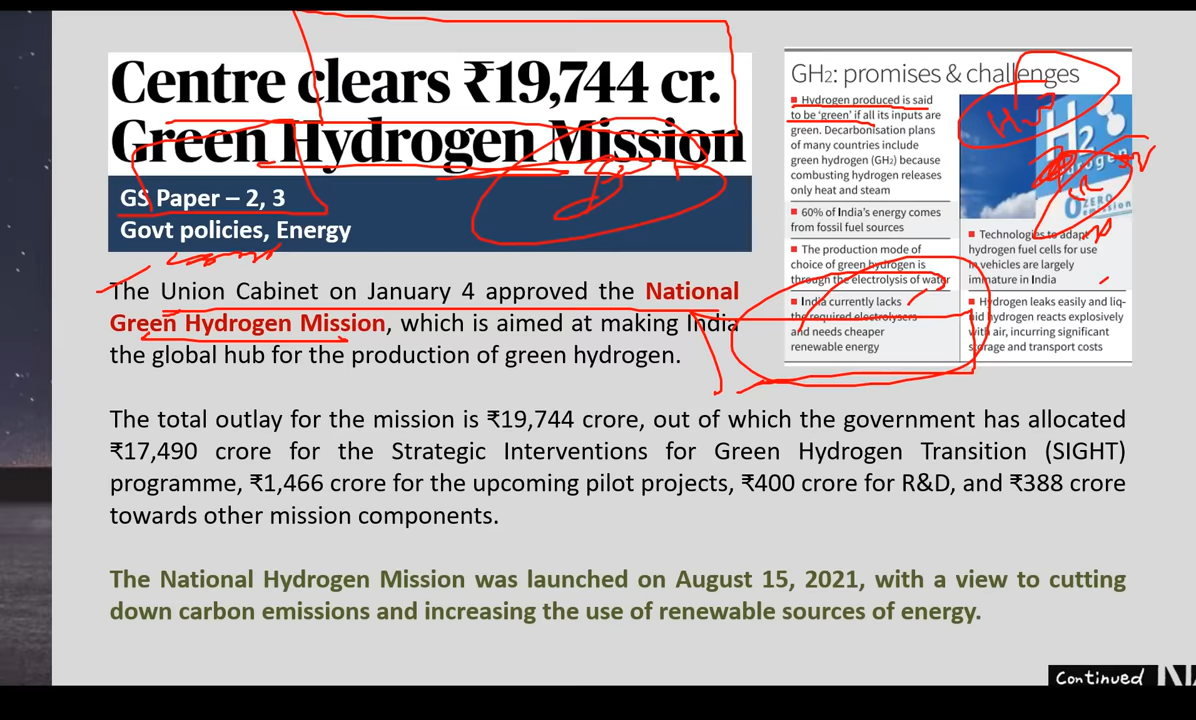 Centre clears ₹19,744 cr.
Green Hydrogen Mission
GS Paper – 2, 3
Govt policies, Energy
The Union Cabinet on January 4 approved the National
Green Hydrogen Mission, which is aimed at making India
the global hub for the production of green hydrogen.
GH2: promises & challenges
Hydrogen produced is said
to be ‘green’ if all its inputs are
green. Decarbonisation plans
of many countries include
green hydrogen (GH2) because
combusting hydrogen releases
only heat and steam
60% of India's energy comes
from fossil fuel sources
The production mode of
choice of green hydrogen is
through the electrolysis of water
India currently lacks
the required electrolysers
and needs cheaper
renewable energy
H2
ZERO
emission
Technologies to adapt
hydrogen fuel cells for use
in vehicles are largely
immature in India
Hydrogen leaks easily and liq-
uid hydrogen reacts explosively
with air, incurring significant
storage and transport costs
The total outlay for the mission is ₹19,744 crore, out of which the government has allocated
₹17,490 crore for the Strategic Interventions for Green Hydrogen Transition (SIGHT)
programme, ₹1,466 crore for the upcoming pilot projects, ₹400 crore for R&D, and ₹388 crore
towards other mission components.
The National Hydrogen Mission was launched on August 15, 2021, with a view to cutting
down carbon emissions and increasing the use of renewable sources of energy.
Continued